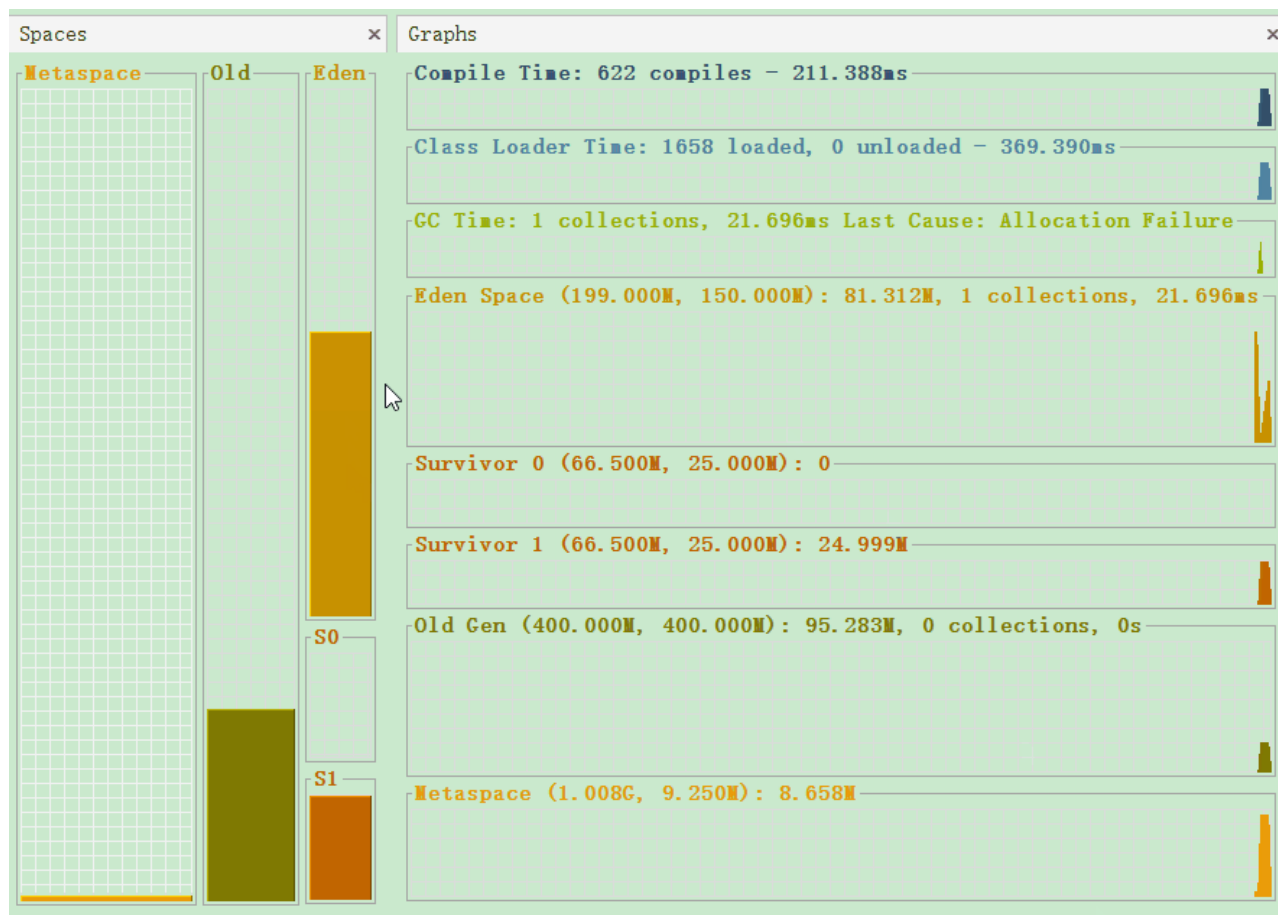 Spaces
Graphs
Metaspace
Old
Eden
S0
S1
Compile Time: 622 compiles - 211.388ms
Class Loader Time: 1658 loaded, 0 unloaded - 369.390ms
GC Time: 1 collections, 21.696ms Last Cause: Allocation Failure
Eden Space (199.000M, 150.000M): 81.312M, 1 collections, 21.696ms
Survivor 0 (66.500M, 25.000M): 0
Survivor 1 (66.500M, 25.000M): 24.999M
Old Gen (400.000M, 400.000M): 95.283M, 0 collections, 0s
Metaspace (1.008G, 9.250M): 8.658M